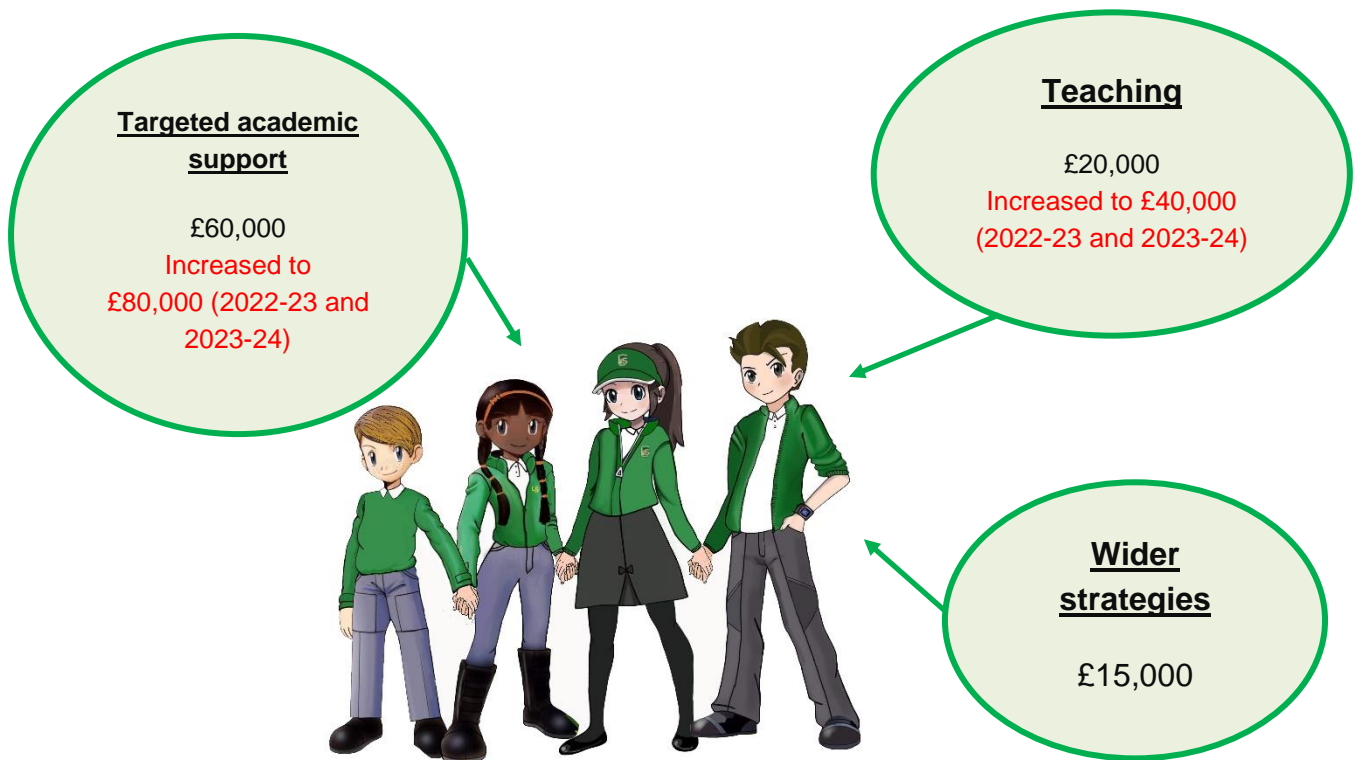 Targeted academic
support
£60,000
Increased to
£80,000 (2022-23 and
2023-24)
Teaching
£20,000
Increased to £40,000
(2022-23 and 2023-24)
Wider
strategies
£15,000